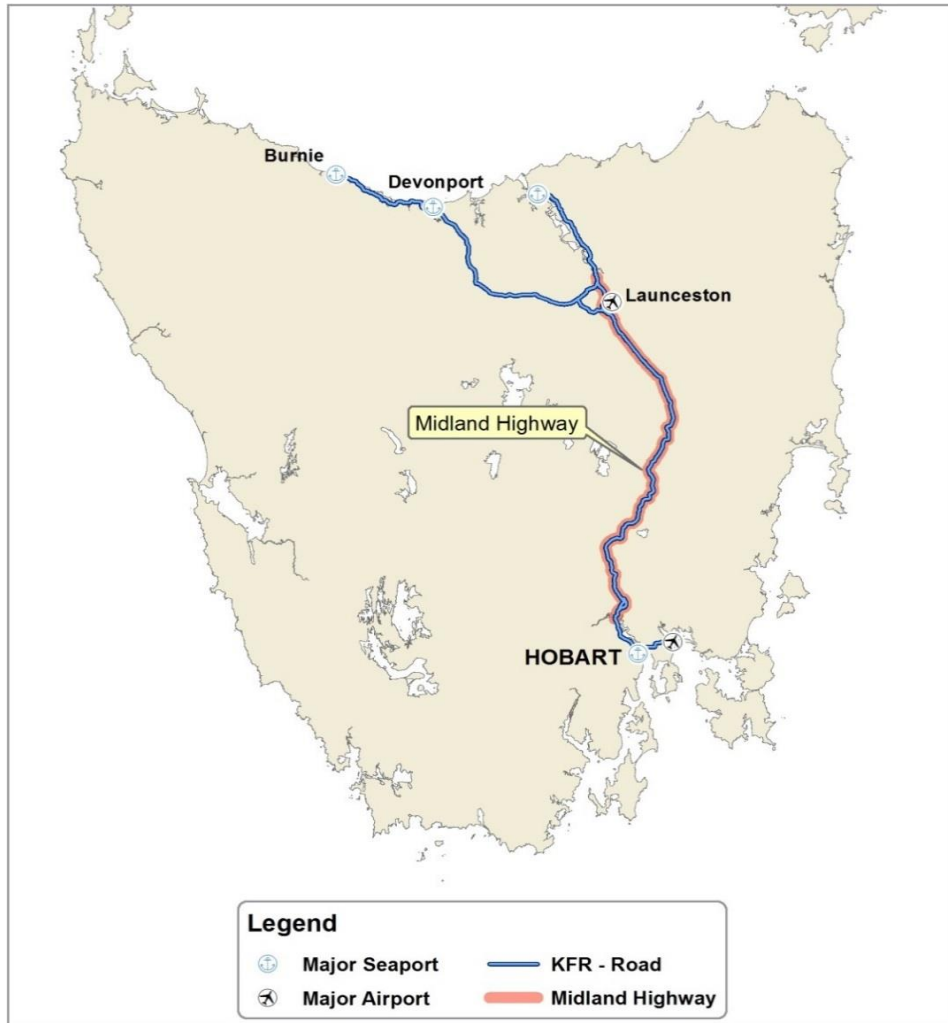 Burnie
Devonport
Launceston
Midland Highway
HOBART
Legend
Major Seaport
KFR - Road
Major Airport
Midland Highway